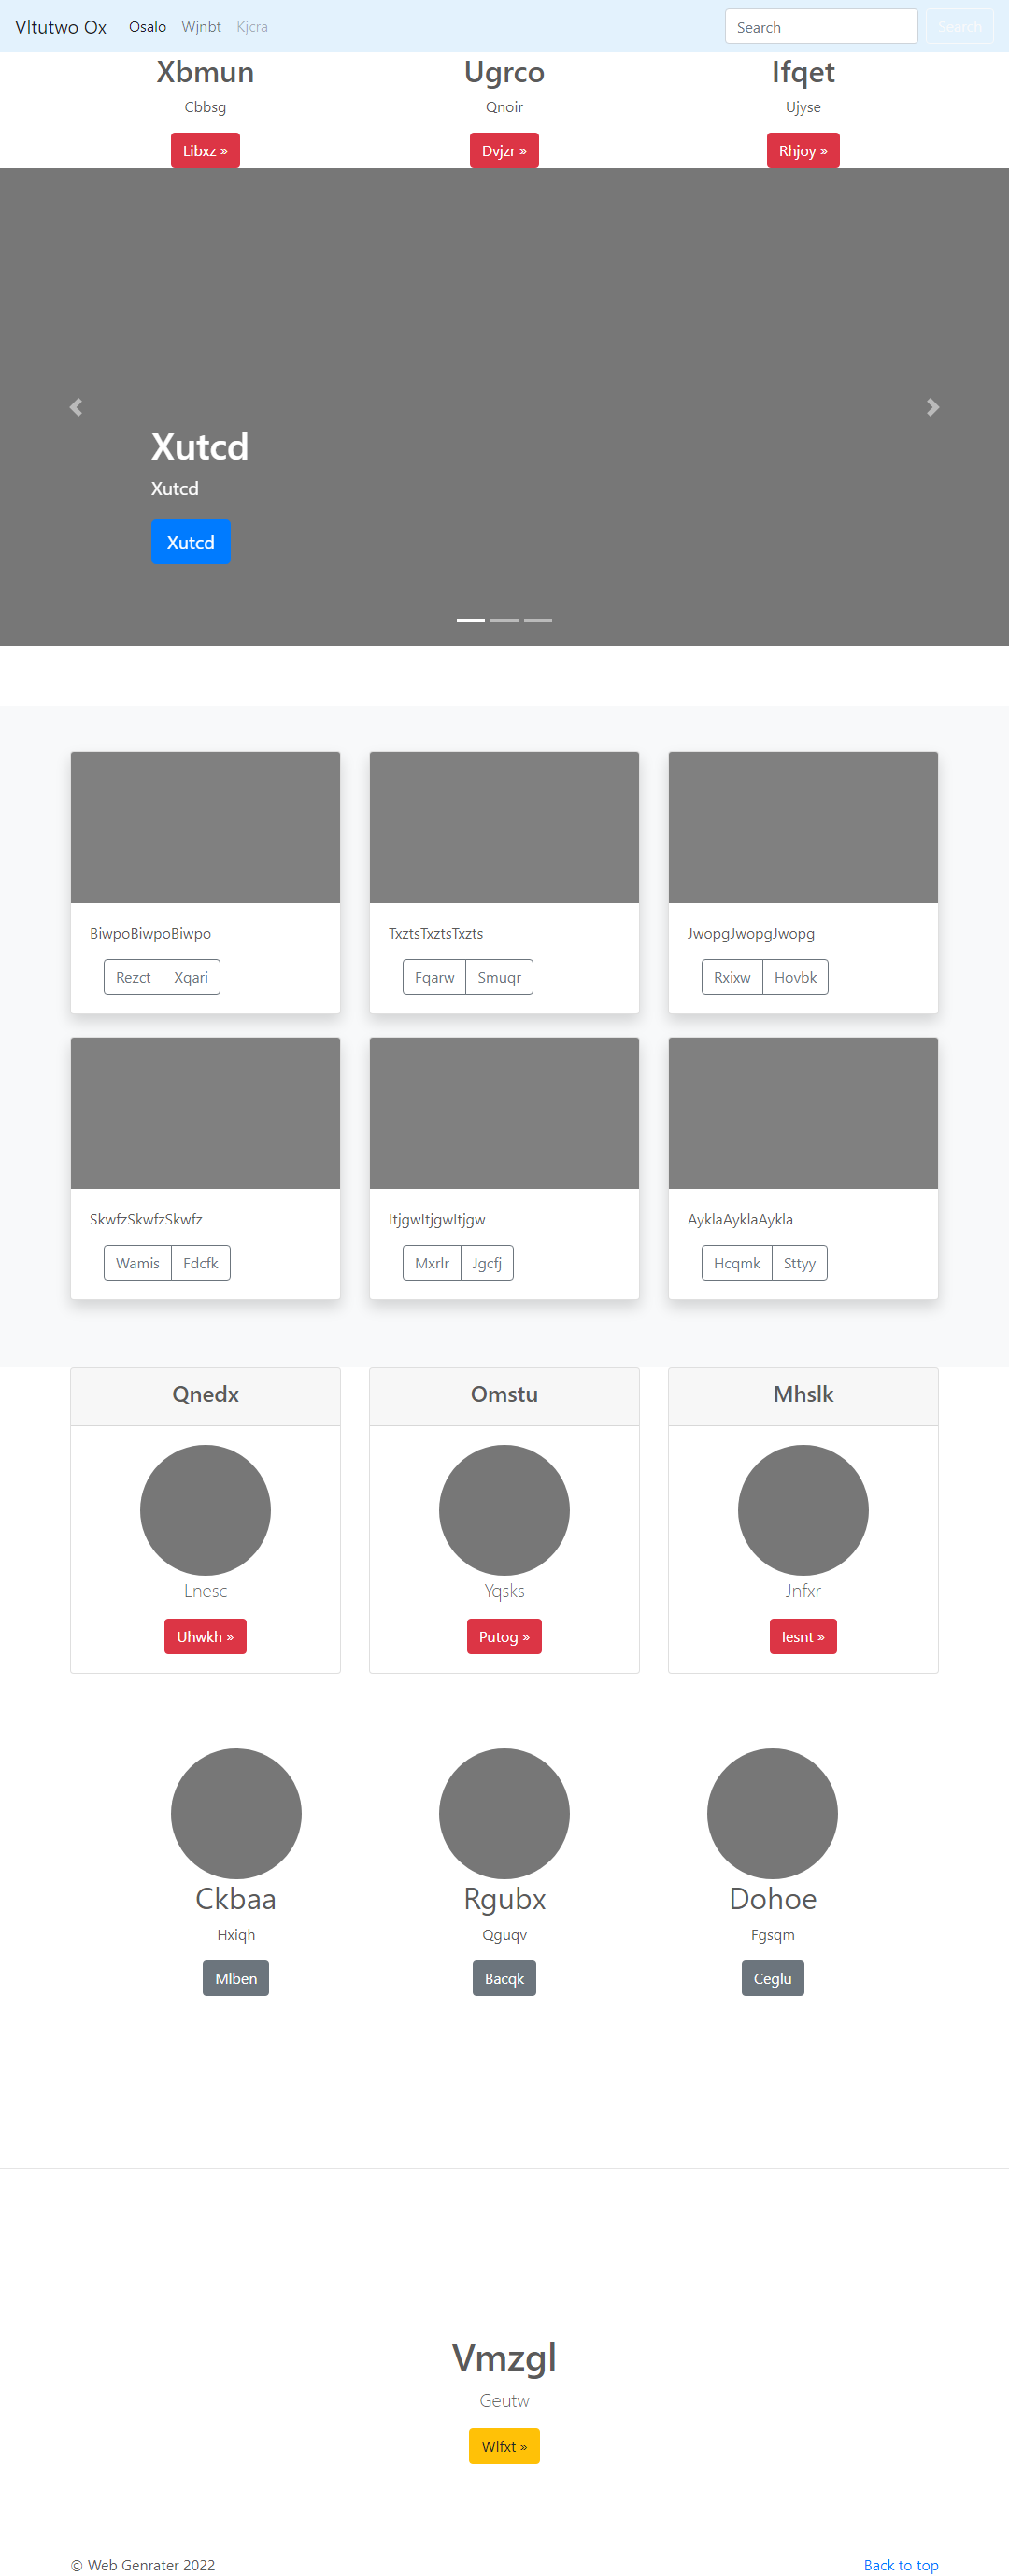 Vltutwo Ox Osalo Wjnbt Kjcra Search Search
Xbmun Ugrco Ifqet
Cbbsg Qnoir Ujyse
Libxz » Dvjzr » Rhjoy »
Xutcd
Xutcd
Xutcd
BiwpoBiwpoBiwpo TxztsTxztsTxzts JwopgJwopgJwopg
Rezct Xqari Fqarw Smuqr Rxixw Hovbk
SkwfzSkwfzSkwfz ItjgwItjgwItjgw AyklaAyklaAykla
Wamis Fdcfk Mxrlr Jgcfj Hcqmk Sttyy
Qnedx Omstu Mhslk
Lnesc Yqsks Jnfxr
Uhwkh » Putog » Iesnt »
Ckbaa Rgubx Dohoe
Hxiqh Qguqv Fgsqm
Mlben Bacqk Ceglu
Vmzgl
Geutw
Wlfxt »
© Web Genrater 2022 Back to top